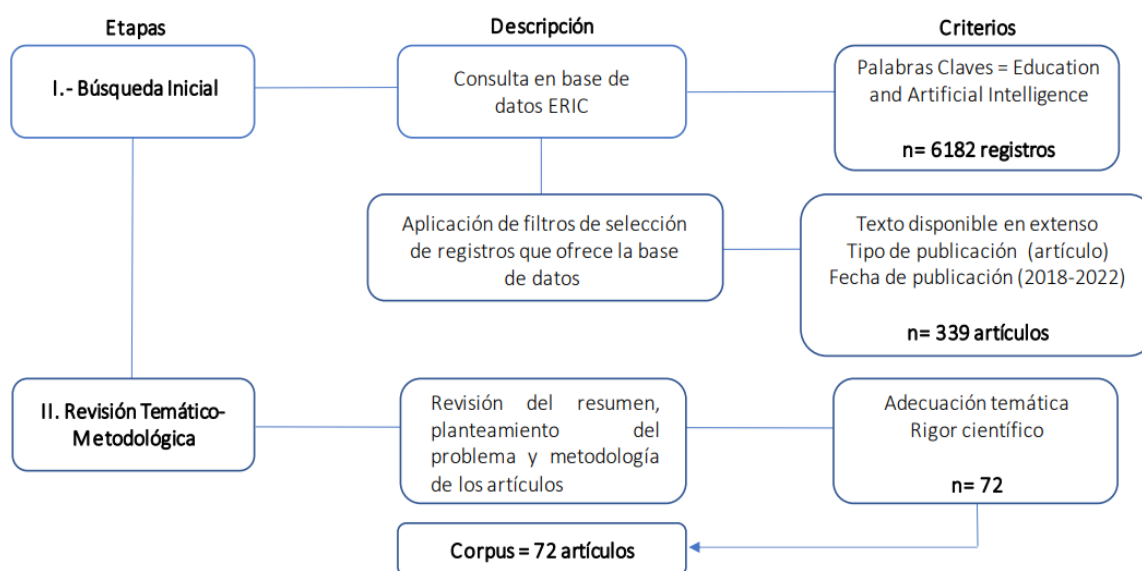 Etapas
Descripción
Criterios
I.- Búsqueda Inicial
Consulta en base de
datos ERIC
Palabras Claves = Education
and Artificial Intelligence
n= 6182 registros
Aplicación de filtros de selección
de registros que ofrece la base
de datos
Texto disponible en extenso
Tipo de publicación (artículo)
Fecha de publicación (2018-2022)
n= 339 artículos
II. Revisión Temático-
Metodológica
Revisión del resumen,
planteamiento del
problema y metodología
de los artículos
Adecuación temática
Rigor científico
n= 72
Corpus = 72 artículos